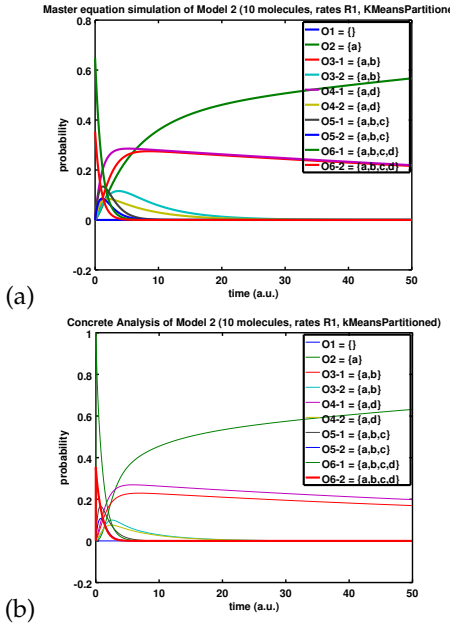 Master equation simulation of Model 2 (10 molecules, rates R1, KMeansPartitione
1
0.8
0.6
0.4
0.2
0
-0.2
probability
O1 = {}
O2 = {a}
O3-1 = {a,b}
O3-2 = {a,b}
O4-1 = {a,d}
O4-2 = {a,d}
O5-1 = {a,b,c}
O5-2 = {a,b,c}
O6-1 = {a,b,c,d}
O6-2 = {a,b,c,d}
0 10 20 30 40 50
time (a.u.)
(a)
Concrete Analysis of Model 2 (10 molecules, rates R1, kMeansPartitioned)
1
0.8
0.6
0.4
0.2
0
-0.2
probability
O1 = {}
O2 = {a}
O3-1 = {a,b}
O3-2 = {a,b}
O4-1 = {a,d}
O4-2 = {a,d}
O5-1 = {a,b,c}
O5-2 = {a,b,c}
O6-1 = {a,b,c,d}
O6-2 = {a,b,c,d}
0 10 20 30 40 50
time (a.u.)
(b)